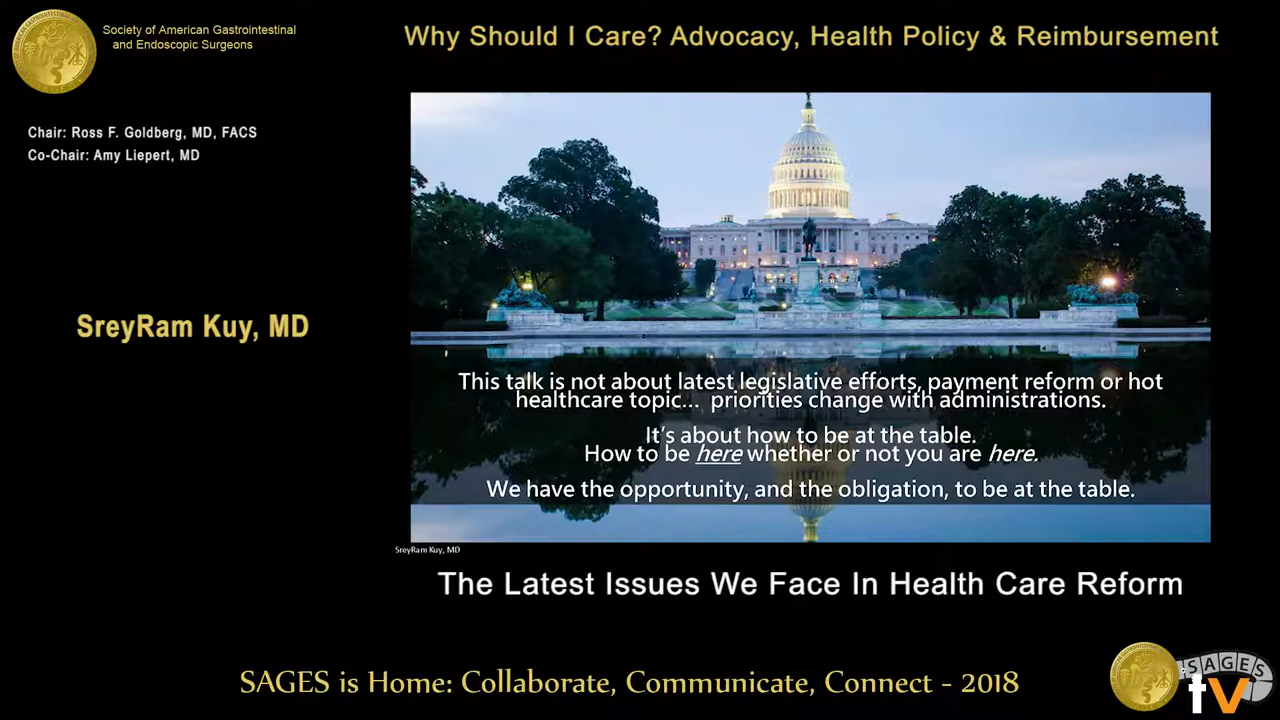 Society of American Gastrointestinal
and Endoscopic Surgeons
Why Should I Care? Advocacy, Health Policy & Reimbursement
Chair: Ross F. Goldberg, MD, FACS
Co-Chair: Amy Liepert, MD
SreyRam Kuy, MD
This talk is not about latest legislative efforts, payment reform or hot
healthcare topic... priorities change with administrations.
It's about how to be at the table.
How to be here whether or not you are here.
We have the opportunity, and the obligation, to be at the table.
SreyRam Kuy, MD
The Latest Issues We Face In Health Care Reform
SAGES is Home: Collaborate, Communicate, Connect - 2018
SAGES
tv